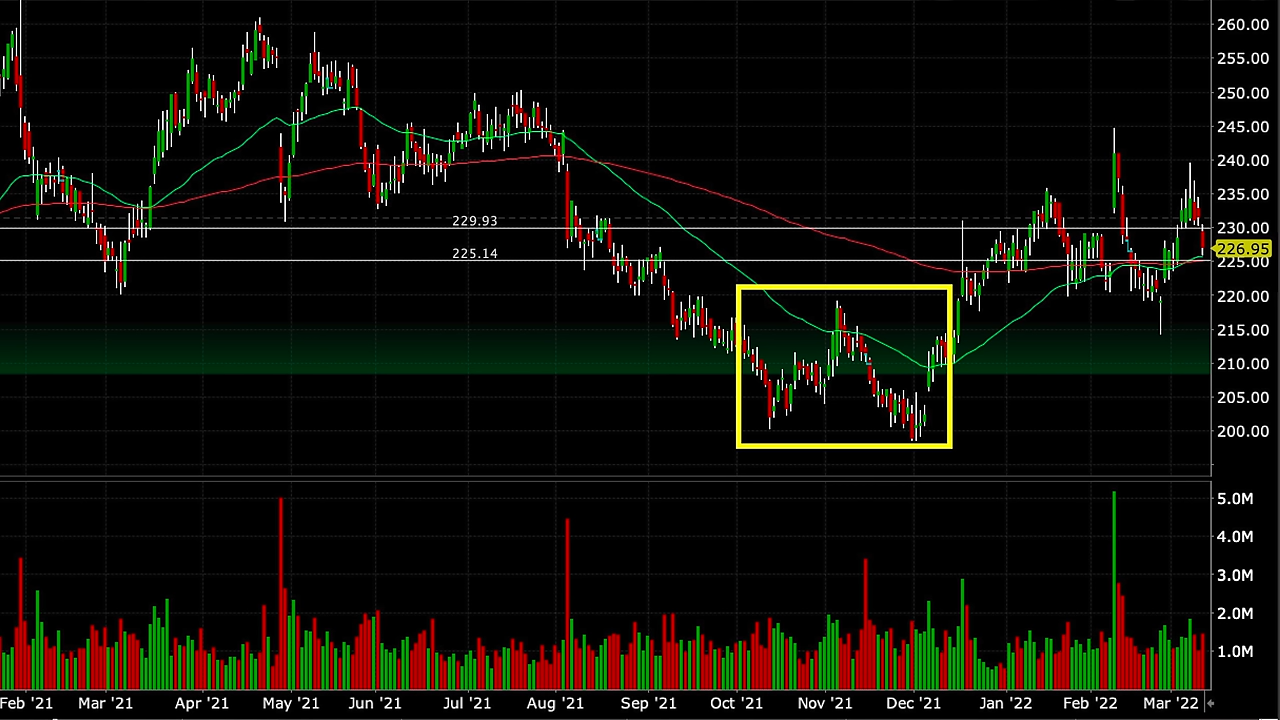 260.00
255.00
250.00
245.00
240.00
235.00
229.93
230.00
225.14
226.95
225.00
220.00
215.00
210.00
205.00
200.00
5.0M
4.0M
3.0M
2.0M
1.0M
Feb '21 Mar '21 Apr '21 May '21 Jun '21 Jul '21 Aug '21 Sep '21 Oct '21 Nov '21 Dec '21 Jan '22 Feb '22 Mar '22